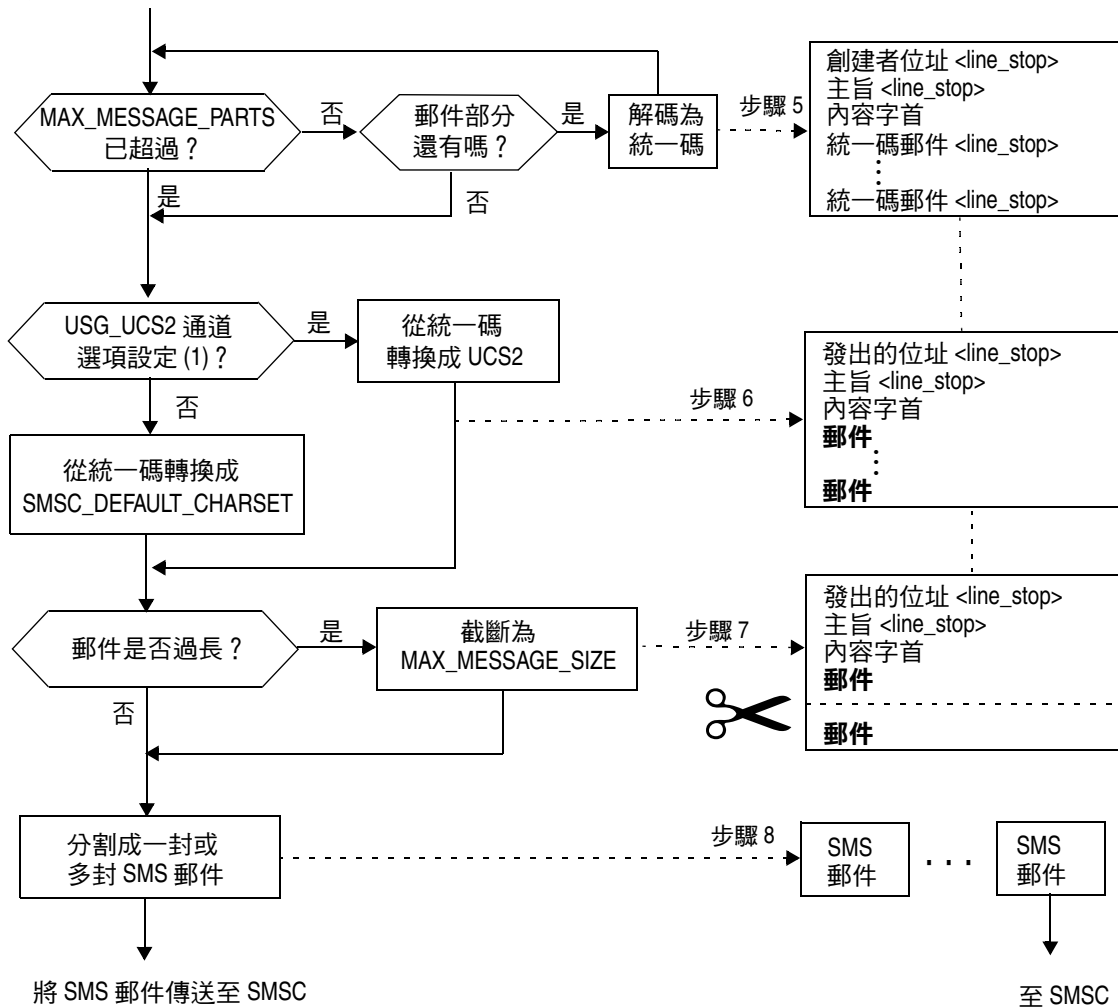 MAX_MESSAGE_PARTS
已超過？
否
郵件部分
還有嗎？
是
解碼為
統一碼
步驟 5
創建者位址 <line_stop>
主旨 <line_stop>
內容字首
統一碼郵件 <line_stop>
統一碼郵件 <line_stop>
是
否
USG_UCS2 通道
選項設定 (1)？
是
從統一碼
轉換成 UCS2
否
步驟 6
發出的位址 <line_stop>
主旨 <line_stop>
內容字首
郵件
郵件
從統一碼轉換成
SMSC_DEFAULT_CHARSET
郵件是否過長？
是
截斷為
MAX_MESSAGE_SIZE
步驟 7
發出的位址 <line_stop>
主旨 <line_stop>
內容字首
郵件
郵件
否
分割成一封或
多封 SMS 郵件
步驟 8
SMS
郵件
. . .
SMS
郵件
將 SMS 郵件傳送至 SMSC
至 SMSC